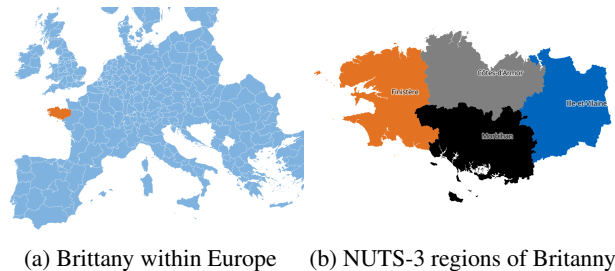 Côtes-d'Armor
Finistère
Ille-et-Vilaine
Morbihan
(a) Brittany within Europe
(b) NUTS-3 regions of Britanny